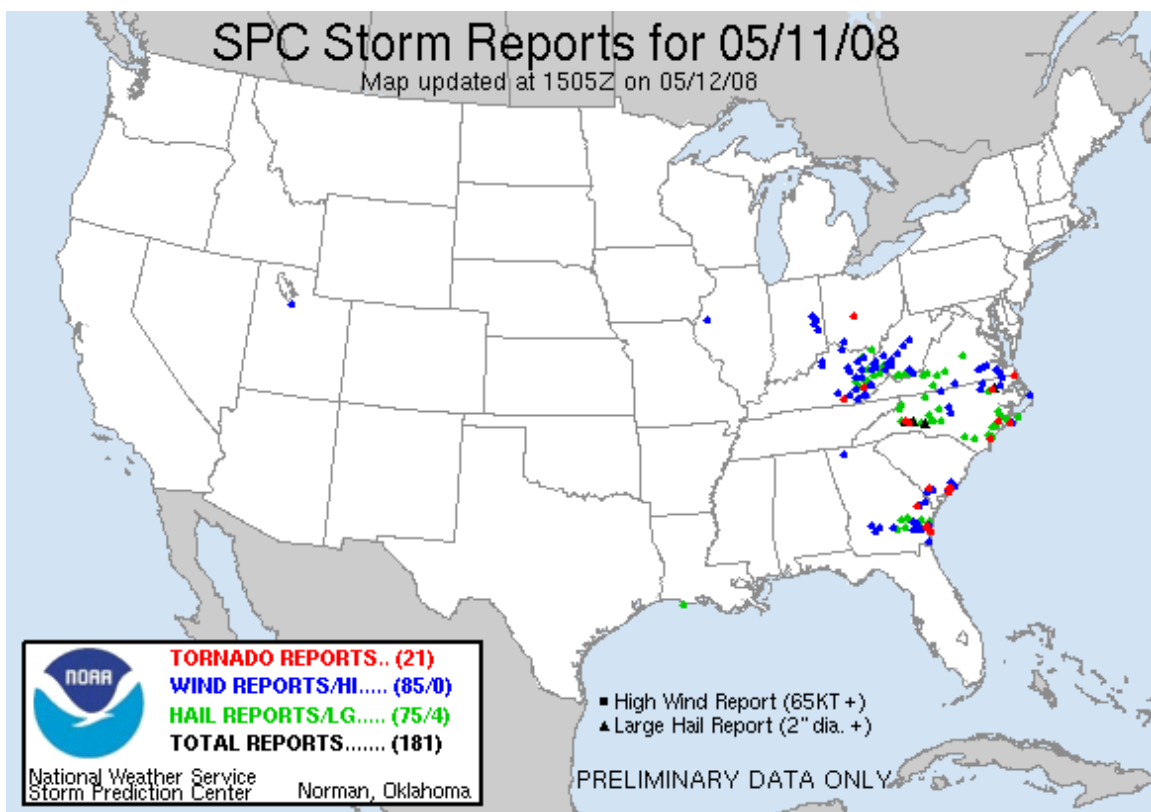 SPC Storm Reports for 05/11/08
Map updated at 1505Z on 05/12/08
NOAA
TORNADO REPORTS.. (21)
WIND REPORTS/HI..... (85/0)
HAIL REPORTS/LG..... (75/4)
TOTAL REPORTS....... (181)
National Weather Service
Storm Prediction Center
Norman, Oklahoma
High Wind Report (65KT +)
Large Hail Report (2" dia. +)
PRELIMINARY DATA ONLY